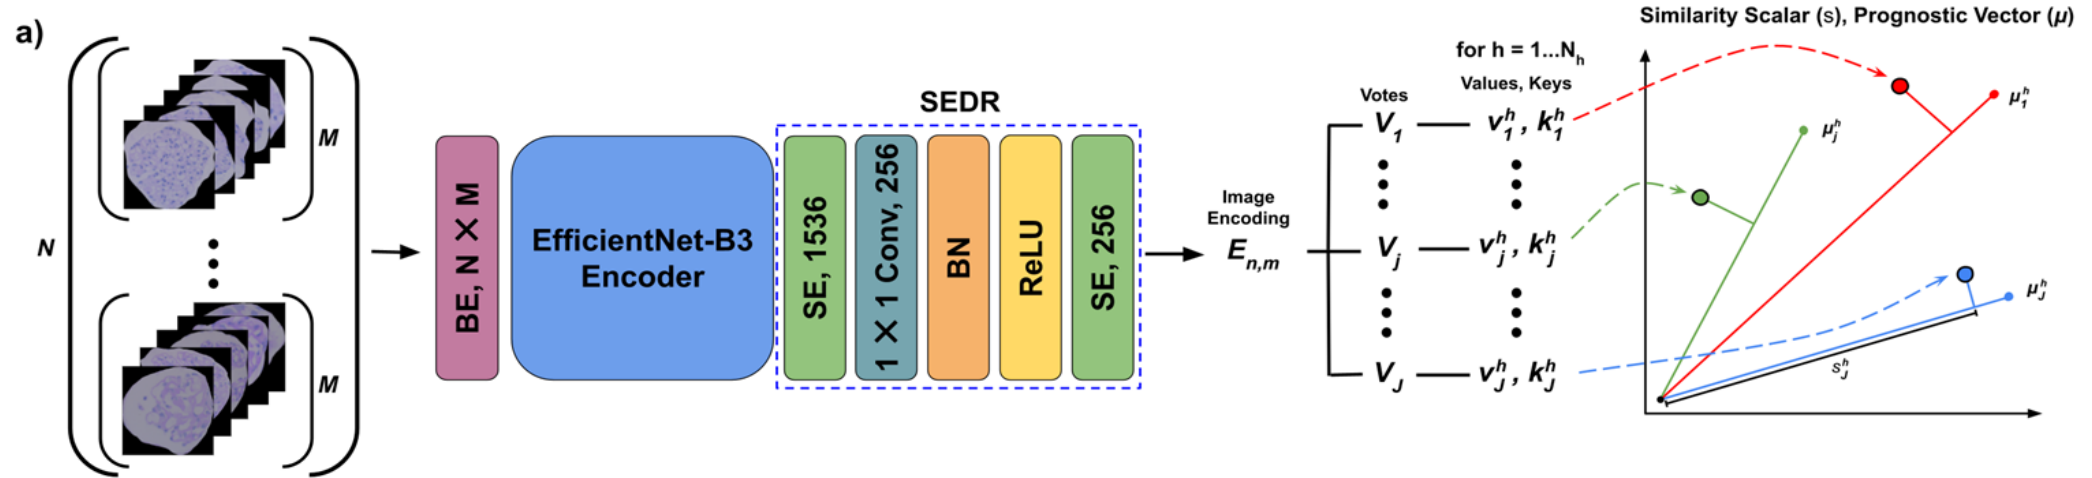 a)
N
M
M
BE, N × M
EfficientNet-B3
Encoder
SEDR
SE, 1536
1 × 1 Conv, 256
BN
ReLU
SE, 256
Image
Encoding
E_n,m
Votes
V_1
V_j
V_J
for h = 1...N_h
Values, Keys
v_1^h, k_1^h
v_j^h, k_j^h
v_J^h, k_J^h
Similarity Scalar (s), Prognostic Vector (μ)
μ_1^h
μ_j^h
μ_J^h
s_J^h